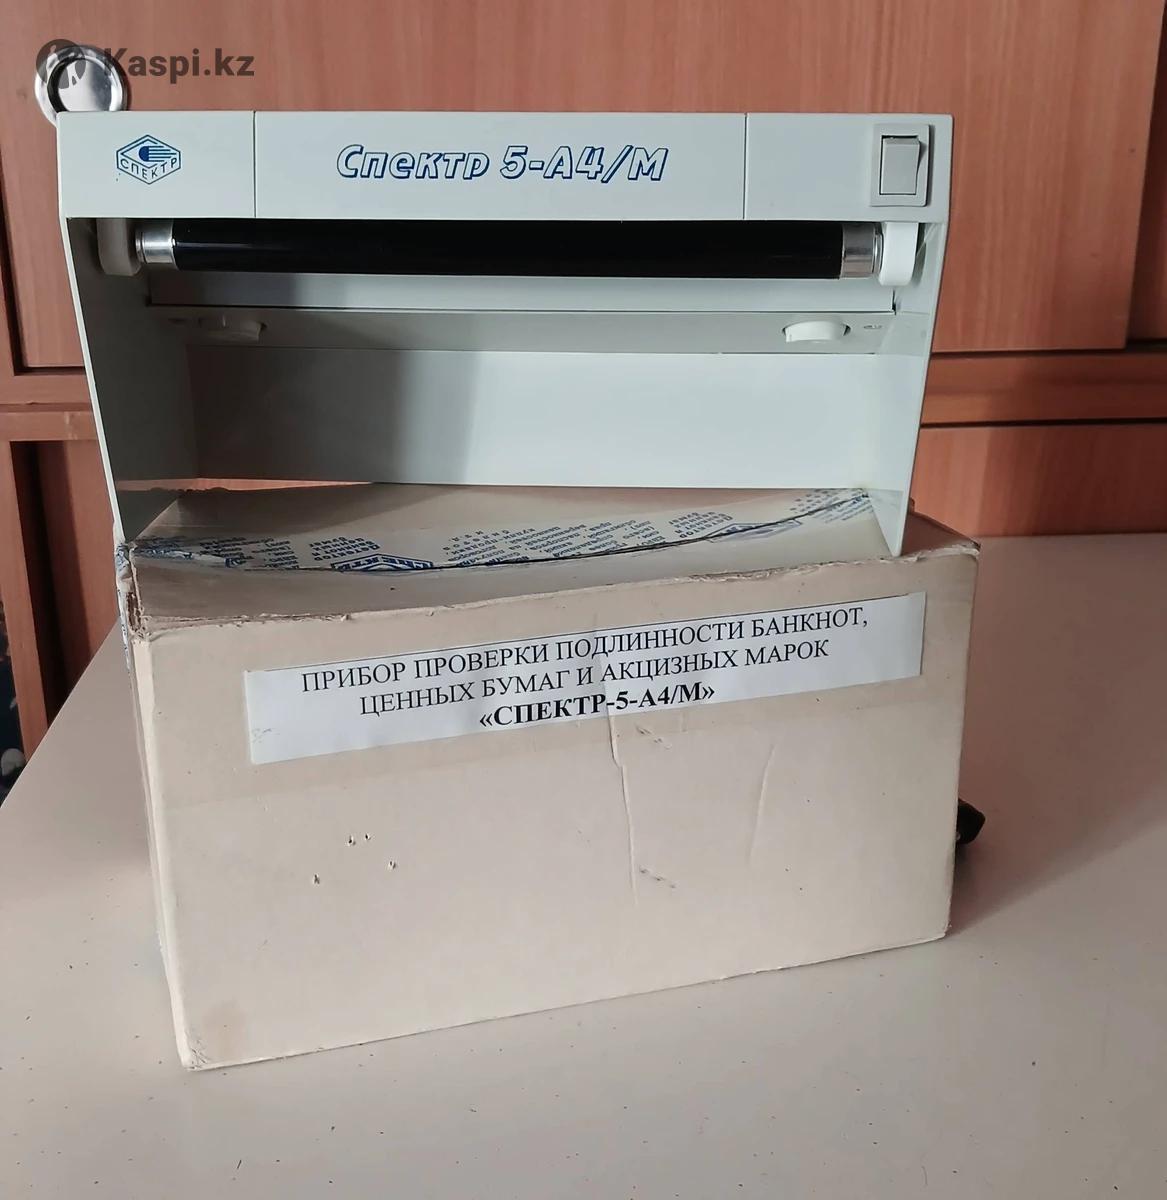 Kaspi.kz
СПЕКТР
Спектр 5-А4/М
ПРИБОР ПРОВЕРКИ ПОДЛИННОСТИ БАНКНОТ,
ЦЕННЫХ БУМАГ И АКЦИЗНЫХ МАРОК
«СПЕКТР-5-А4/М»